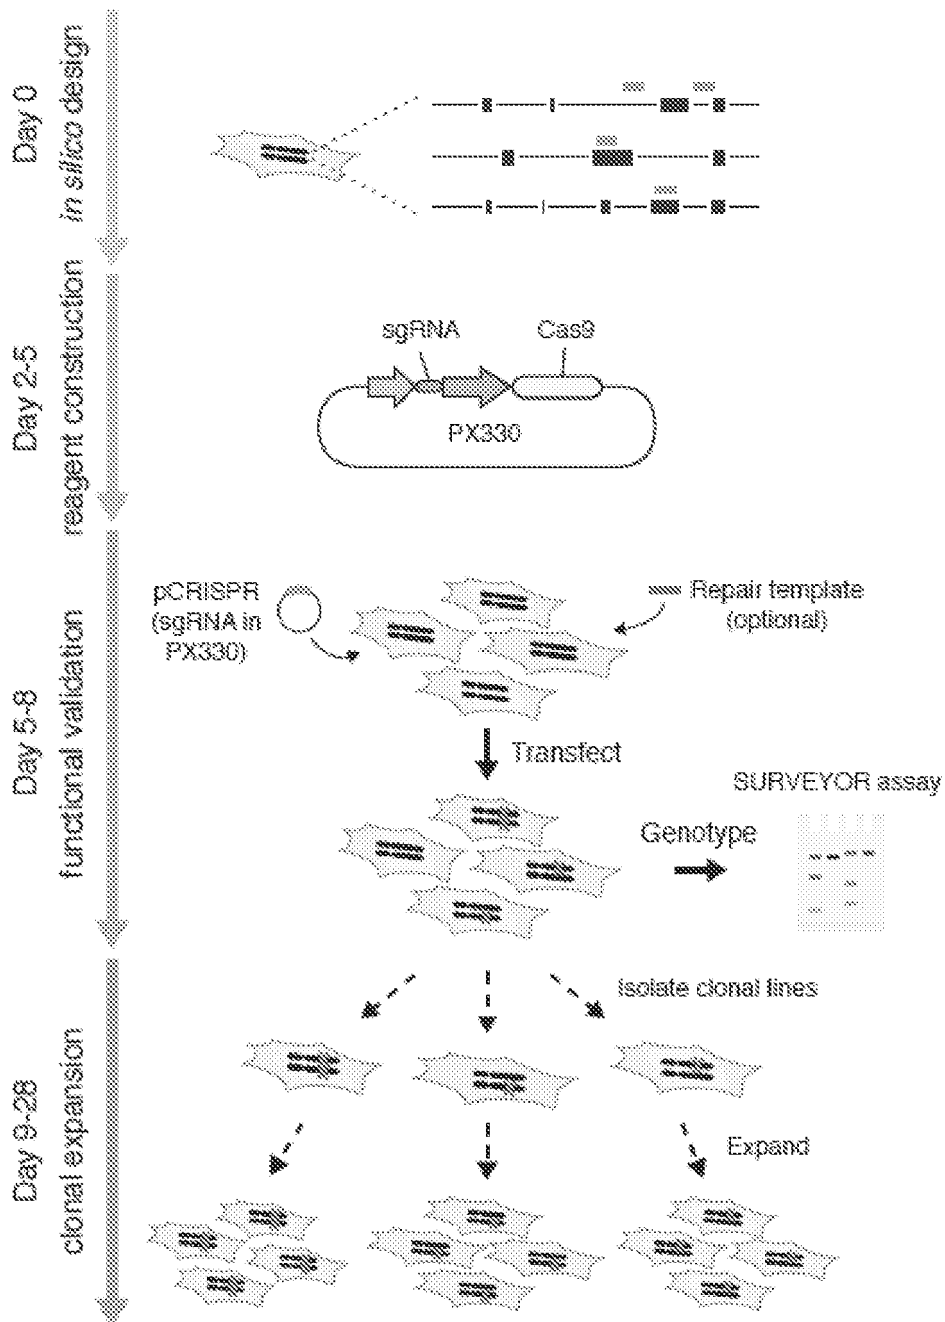 Day 0
in silico design
Day 2-5
reagent construction
sgRNA
Cas9
PX330
Day 5-8
functional validation
pCRISPR
(sgRNA in
PX330)
Repair template
(optional)
Transfect
SURVEYOR assay
Genotype
Day 9-28
clonal expansion
Isolate clonal lines
Expand